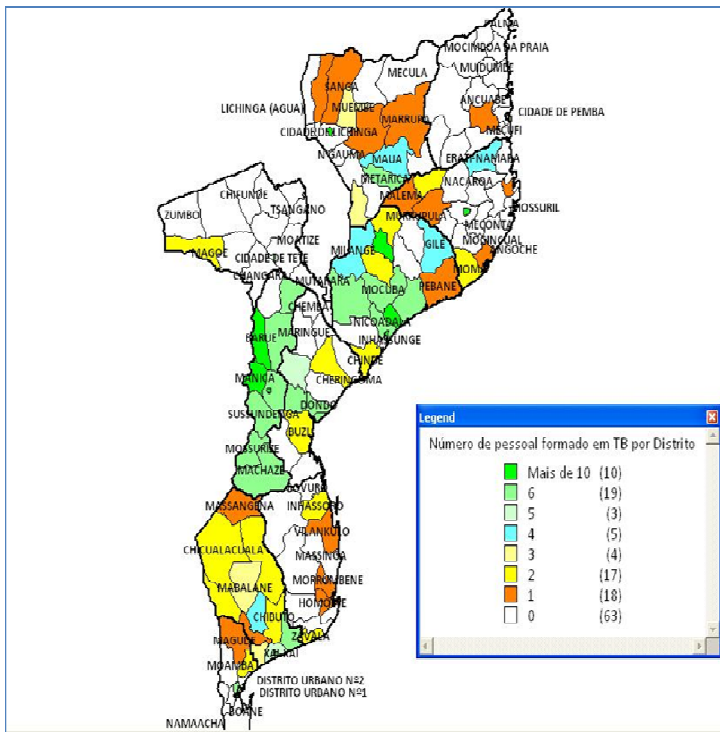 PALMA
MOCIMBOA DA PRAIA
MUIDUMBE
MECULA
SANGA
ANCUABE
CIDADE DE PEMBA
LICHINGA (AGUA)
MUEMBE
MARRUPA
MECUFI
CIDADE DE LICHINGA
N'GAUMA
MAUA
ERATI-NAMAPA
METARICA
NACAROA
CHIFUNDE
MALEMA
ZUMBO
TSANGANO
MURRUPULA
MOSSURIL
MECONTA
MOATIZE
MOGINCUAL
MAGOE
CIDADE DE TETE
MILANGE
GILE
ANGOCHE
CHANGARA
MOMA
MUTARARA
MOCUBA
PEBANE
CHEMBA
NICOADALA
BARUE
MARINGUE
INHASSUNGE
CHINDE
MANICA
CHERINGOMA
DONDO
SUSSUNDENGA
BUZI
MOSSURIZE
MACHAZE
GOVURO
MASSANGENA
INHASSORO
VILANKULO
CHICUALACUALA
MASSINGA
MABALANE
MORRUMBENE
HOMOINE
CHIBUTO
MAGUDE
ZAVALA
XAI-XAI
MOAMBA
DISTRITO URBANO Nº2
DISTRITO URBANO Nº1
BOANE
NAMAACHA
Legend
Número de pessoal formado em TB por Distrito
Mais de 10 (10)
6 (19)
5 (3)
4 (5)
3 (4)
2 (17)
1 (18)
0 (63)